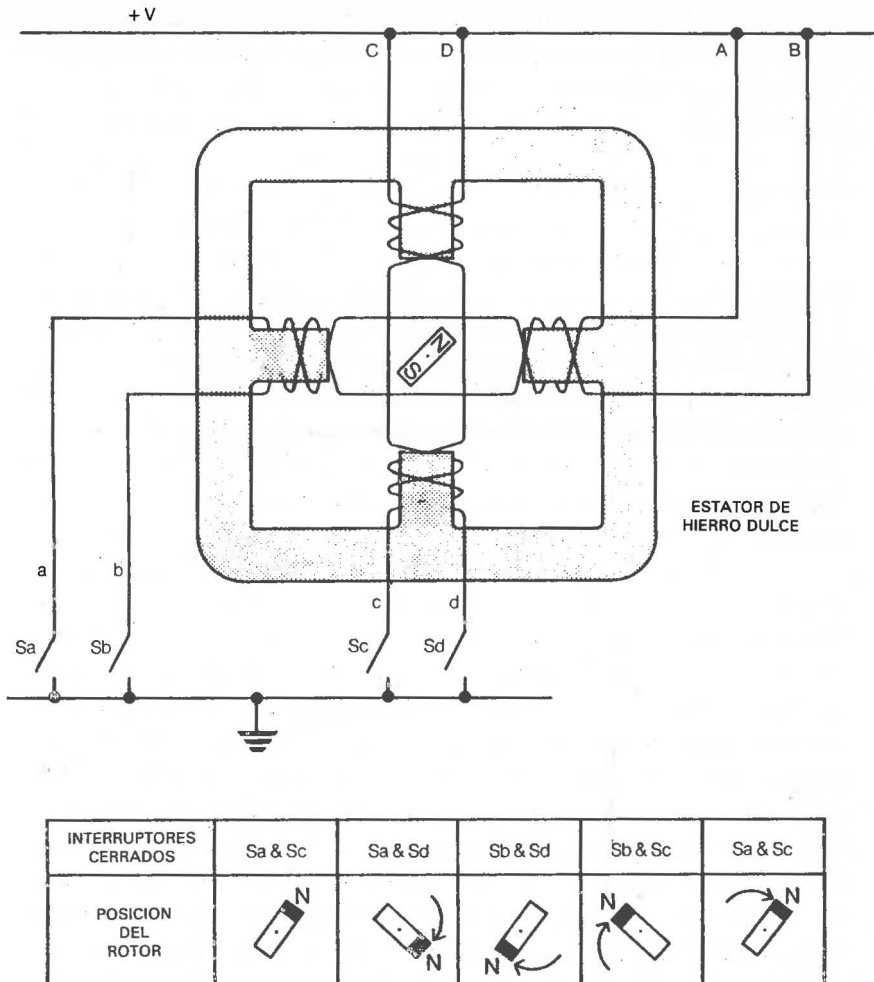 +V
C
D
A
B
N·S
ESTATOR DE
HIERRO DULCE
a
b
c
d
Sa
Sb
Sc
Sd
INTERRUPTORES
CERRADOS
Sa & Sc
Sa & Sd
Sb & Sd
Sb & Sc
Sa & Sc
POSICION
DEL
ROTOR
N
N
N
N
N